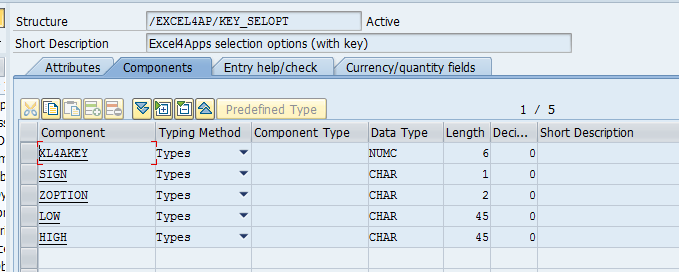 Structure /EXCEL4AP/KEY_SELOPT Active
Short Description Excel4Apps selection options (with key)
Attributes Components Entry help/check Currency/quantity fields
Predefined Type 1 / 5
Component Typing Method Component Type Data Type Length Deci... Short Description
XL4AKEY Types NUMC 6 0
SIGN Types CHAR 1 0
ZOPTION Types CHAR 2 0
LOW Types CHAR 45 0
HIGH Types CHAR 45 0